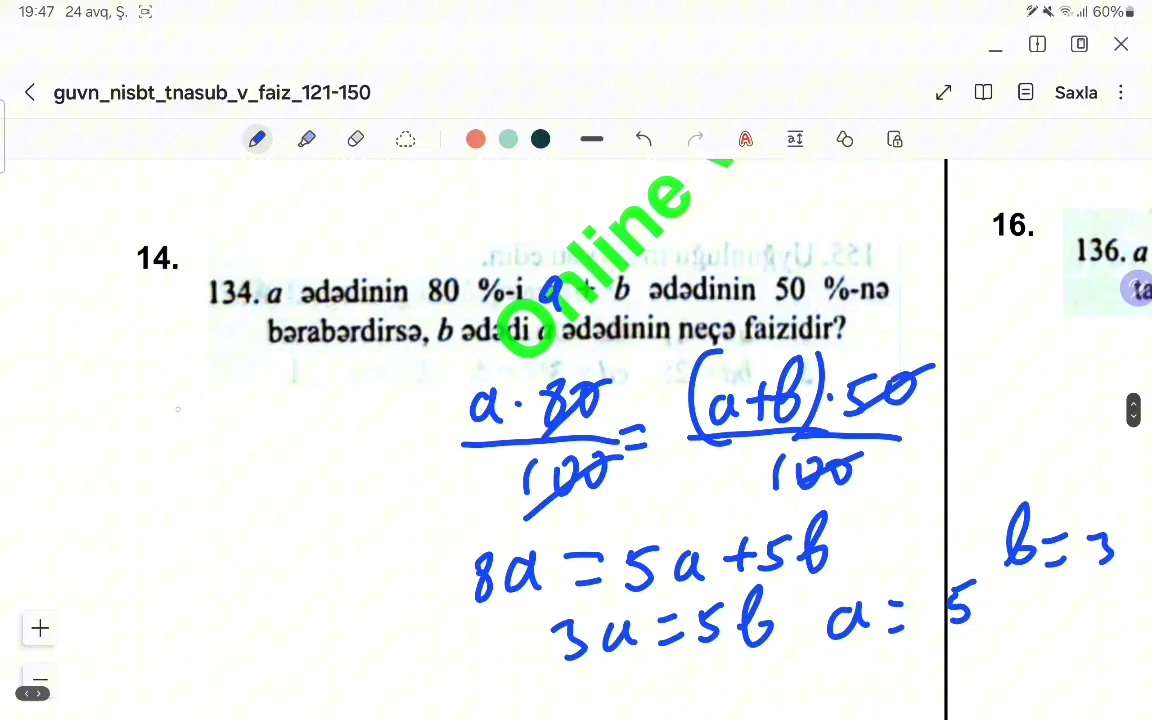 19:47 24 avq, Ş. 60%
guvn_nisbt_tnasub_v_faiz_121-150
Saxla
Online
14.
134. a ədədinin 80 %-i a + b ədədinin 50 %-nə
bərabərdirsə, b ədədi a ədədinin neçə faizidir?
a · 80 / 100 = (a+b) · 50 / 100
8a = 5a + 5b
3a = 5b a = 5
b = 3
16.
136. a
ta